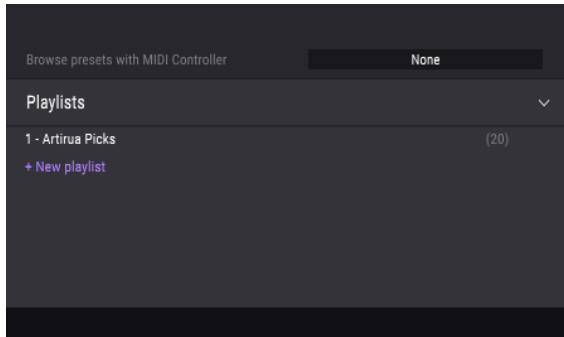 Browse presets with MIDI Controller None
Playlists
1 - Artirua Picks (20)
+ New playlist